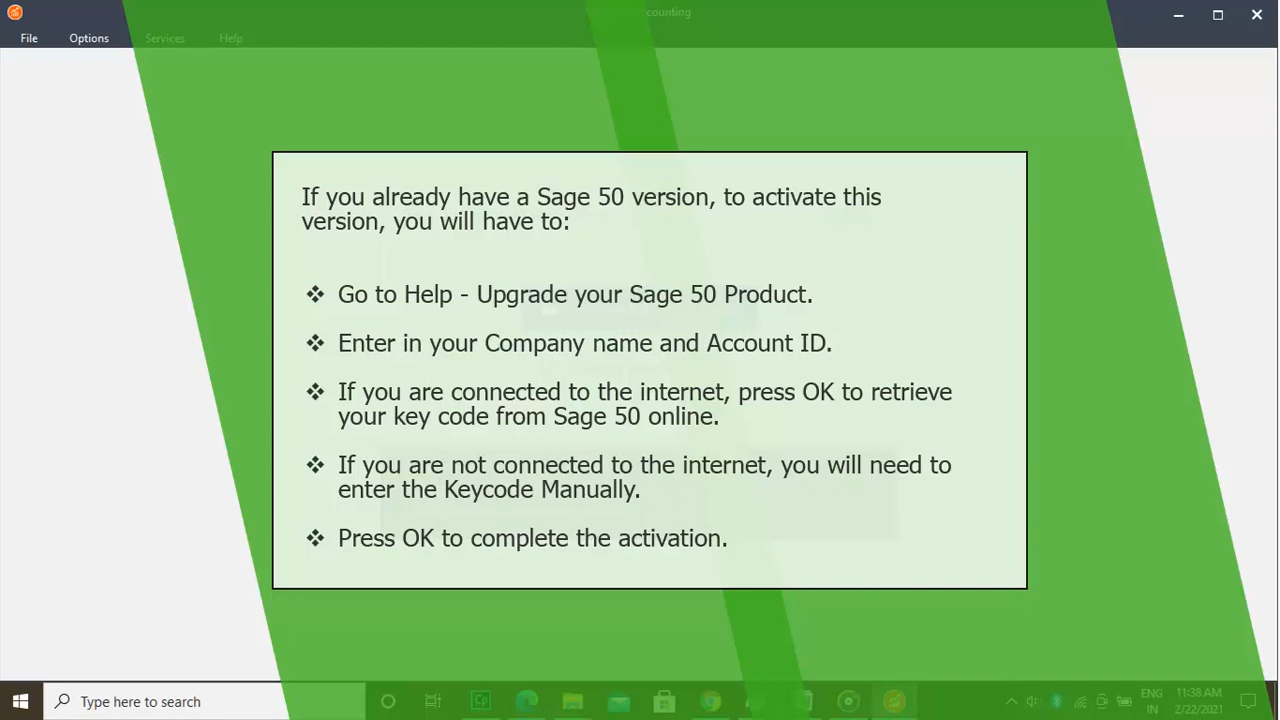 counting
File Options Services Help
If you already have a Sage 50 version, to activate this
version, you will have to:
❖ Go to Help - Upgrade your Sage 50 Product.
❖ Enter in your Company name and Account ID.
❖ If you are connected to the internet, press OK to retrieve
your key code from Sage 50 online.
❖ If you are not connected to the internet, you will need to
enter the Keycode Manually.
❖ Press OK to complete the activation.
Type here to search
ENG
IN
11:38 AM
2/22/2021